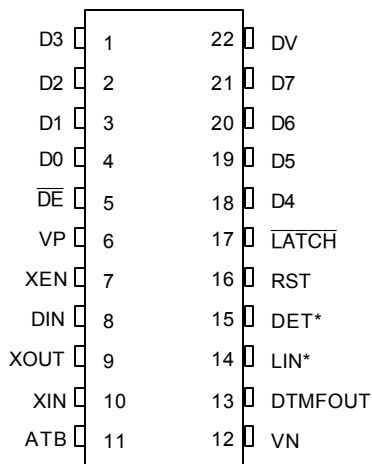 D3 1 22 DV
D2 2 21 D7
D1 3 20 D6
D0 4 19 D5
D̅E̅ 5 18 D4
VP 6 17 L̅A̅T̅C̅H̅
XEN 7 16 RST
DIN 8 15 DET*
XOUT 9 14 LIN*
XIN 10 13 DTMFOUT
ATB 11 12 VN